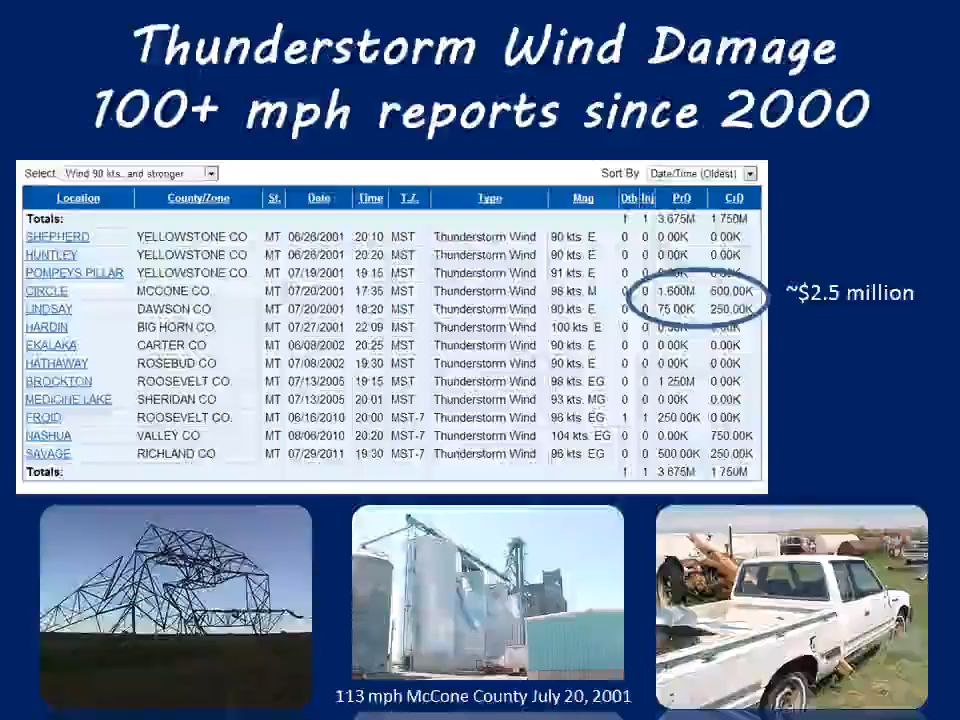 Thunderstorm Wind Damage
100+ mph reports since 2000
Select Wind 90 kts. and stronger Sort By Date/Time (Oldest)
Location County/Zone St. Date Time T.Z. Type Mag Dth Inj PrD CrD
Totals: 1 1 3.675M 1.750M
SHEPHERD YELLOWSTONE CO MT 06/26/2001 20:10 MST Thunderstorm Wind 90 kts. E 0 0 0.00K 0.00K
HUNTLEY YELLOWSTONE CO MT 06/26/2001 20:20 MST Thunderstorm Wind 90 kts. E 0 0 0.00K 0.00K
POMPEYS PILLAR YELLOWSTONE CO MT 07/19/2001 19:15 MST Thunderstorm Wind 91 kts. E 0 0 0.00K 0.00K
CIRCLE MCCONE CO. MT 07/20/2001 17:35 MST Thunderstorm Wind 98 kts. M 0 0 1.600M 600.00K
~$2.5 million
LINDSAY DAWSON CO MT 07/20/2001 18:20 MST Thunderstorm Wind 90 kts. E 0 0 75.00K 250.00K
HARDIN BIG HORN CO. MT 07/27/2001 22:09 MST Thunderstorm Wind 100 kts. E 0 0 0.00K 0.00K
EKALAKA CARTER CO MT 06/08/2002 20:25 MST Thunderstorm Wind 90 kts. E 0 0 0.00K 0.00K
HATHAWAY ROSEBUD CO MT 07/08/2002 19:30 MST Thunderstorm Wind 90 kts. E 0 0 0.00K 0.00K
BROCKTON ROOSEVELT CO. MT 07/13/2005 19:15 MST Thunderstorm Wind 98 kts. EG 0 0 1.250M 0.00K
MEDICINE LAKE SHERIDAN CO MT 07/13/2005 20:01 MST Thunderstorm Wind 93 kts. MG 0 0 0.00K 0.00K
FROID ROOSEVELT CO. MT 06/16/2010 20:00 MST-7 Thunderstorm Wind 96 kts. EG 1 1 250.00K 0.00K
NASHUA VALLEY CO MT 08/06/2010 20:20 MST-7 Thunderstorm Wind 104 kts. EG 0 0 0.00K 750.00K
SAVAGE RICHLAND CO MT 07/29/2011 19:30 MST-7 Thunderstorm Wind 96 kts. EG 0 0 500.00K 250.00K
Totals: 1 1 3.675M 1.750M
113 mph McCone County July 20, 2001